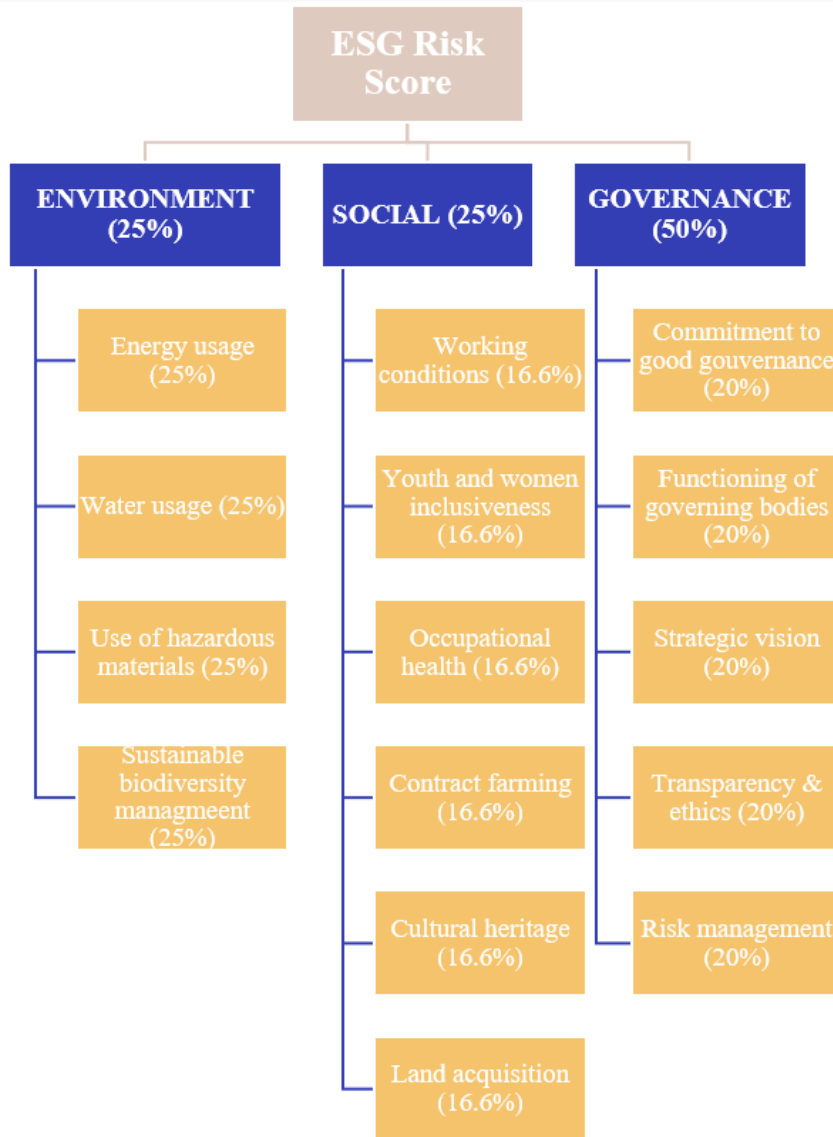 ESG Risk
Score
ENVIRONMENT
(25%)
Energy usage
(25%)
Water usage (25%)
Use of hazardous
materials (25%)
Sustainable
biodiversity
managmeent
(25%)
SOCIAL (25%)
Working
conditions (16.6%)
Youth and women
inclusiveness
(16.6%)
Occupational
health (16.6%)
Contract farming
(16.6%)
Cultural heritage
(16.6%)
Land acquisition
(16.6%)
GOVERNANCE
(50%)
Commitment to
good gouvernance
(20%)
Functioning of
governing bodies
(20%)
Strategic vision
(20%)
Transparency &
ethics (20%)
Risk management
(20%)